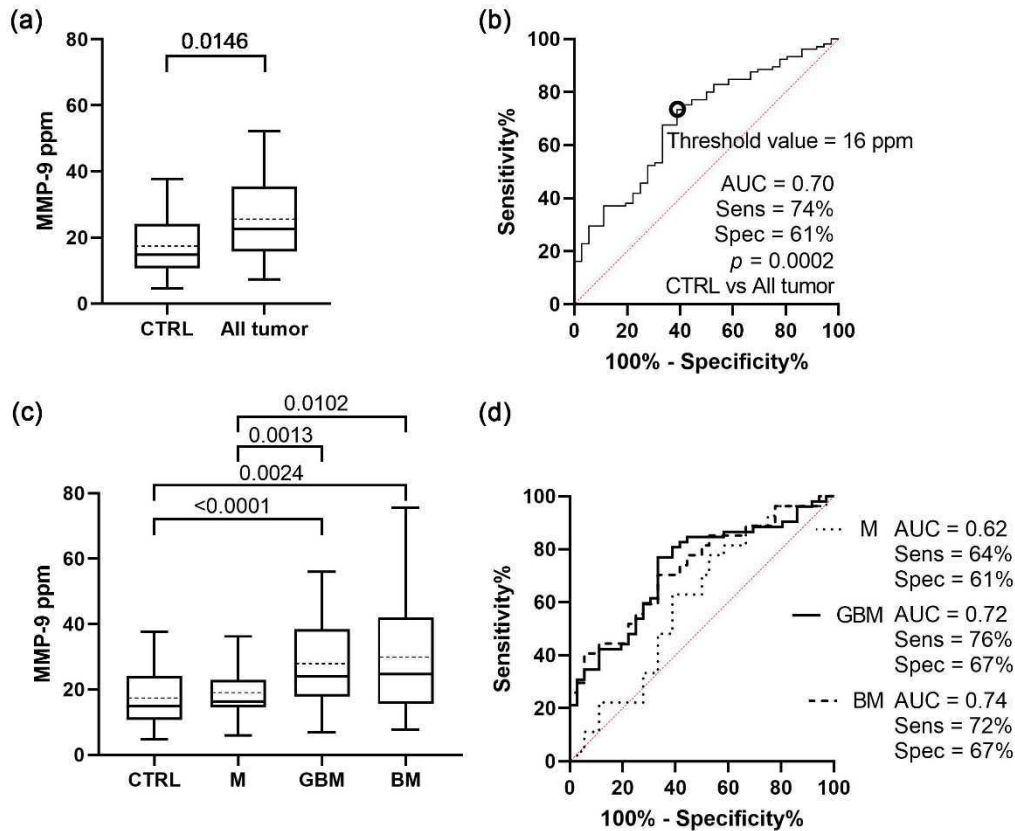 (a)
80
60
40
20
0
MMP-9 ppm
0.0146
CTRL
All tumor
(b)
100
80
60
40
20
0
Sensitivity%
Threshold value = 16 ppm
AUC = 0.70
Sens = 74%
Spec = 61%
p = 0.0002
CTRL vs All tumor
0 20 40 60 80 100
100% - Specificity%
(c)
0.0102
0.0013
0.0024
<0.0001
80
60
40
20
0
MMP-9 ppm
CTRL M GBM BM
(d)
100
80
60
40
20
0
Sensitivity%
0 20 40 60 80 100
100% - Specificity%
M AUC = 0.62
Sens = 64%
Spec = 61%
GBM AUC = 0.72
Sens = 76%
Spec = 67%
BM AUC = 0.74
Sens = 72%
Spec = 67%